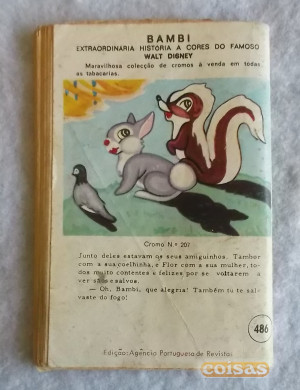 BAMBI
EXTRAORDINARIA HISTORIA A CORES DO FAMOSO
WALT DISNEY
Maravilhosa colecção de cromos à venda em todas
as tabacarias.
Cromo N.º 207
Junto deles estavam os seus amiguinhos. Tambor
com a sua coelhinha, e Flor com a sua mulher, to-
dos muito contentes e felizes por se voltarem a
ver sãos e salvos.
— Oh, Bambi, que alegria! Também tu te sal-
vaste do fogo!
486
Edição: Agência Portuguesa de Revistas
coisas